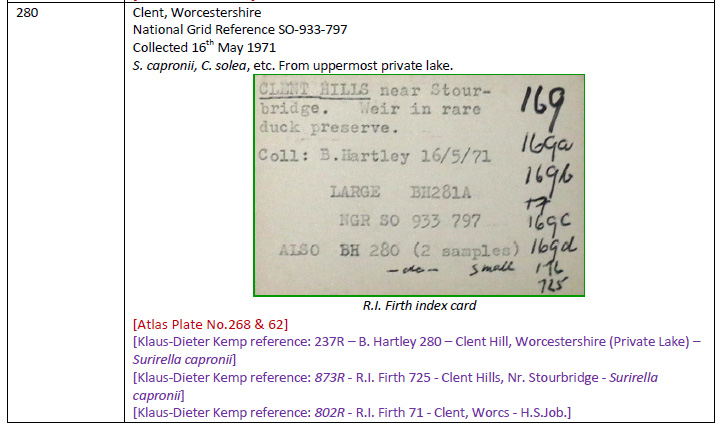 280
Clent, Worcestershire
National Grid Reference SO-933-797
Collected 16th May 1971
S. capronii, C. solea, etc. From uppermost private lake.
CLENT HILLS near Stour-
bridge. Weir in rare
duck preserve.
Coll: B.Hartley 16/5/71
LARGE BH281A
NGR SO 933 797
ALSO BH 280 (2 samples)
-do- small
169
169a
169b
17
169c
169d
725
R.I. Firth index card
[Atlas Plate No.268 & 62]
[Klaus-Dieter Kemp reference: 237R – B. Hartley 280 – Clent Hill, Worcestershire (Private Lake) –
Surirella capronii]
[Klaus-Dieter Kemp reference: 873R - R.I. Firth 725 - Clent Hills, Nr. Stourbridge - Surirella
capronii]
[Klaus-Dieter Kemp reference: 802R - R.I. Firth 71 - Clent, Worcs - H.S.Job.]